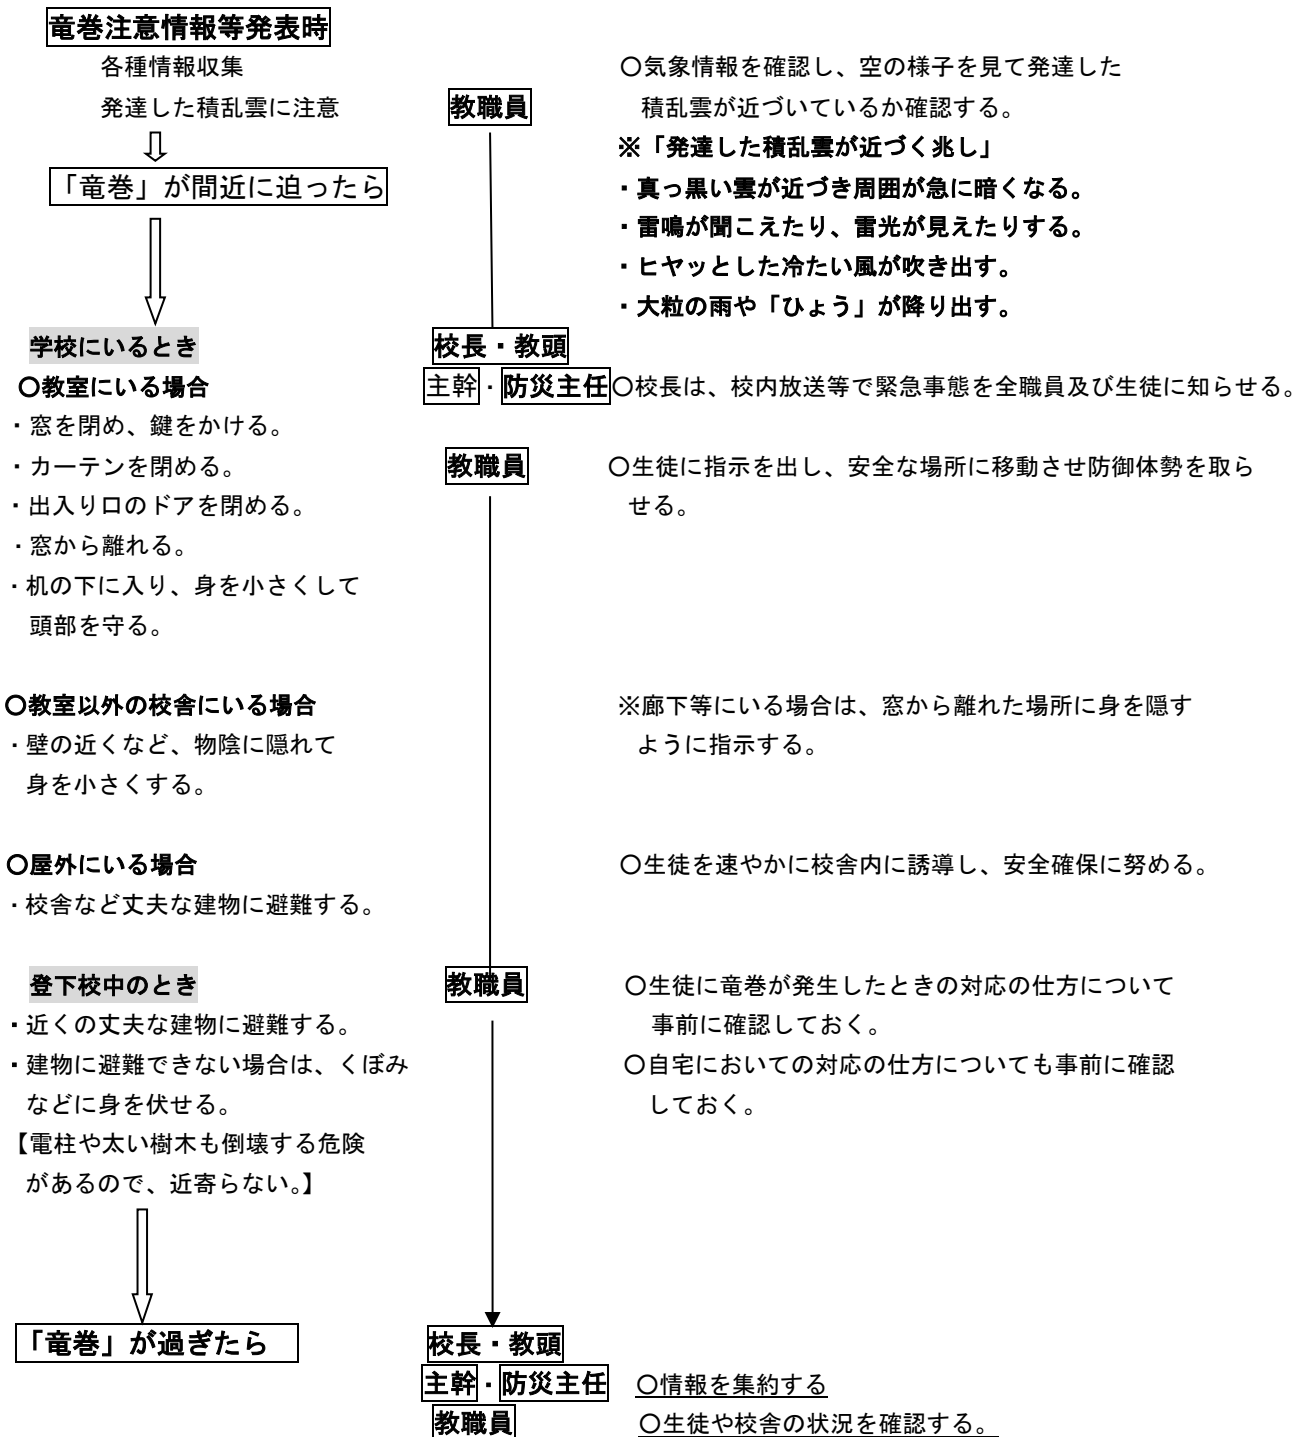 竜巻注意情報等発表時
各種情報収集
〇気象情報を確認し、空の様子を見て発達した
発達した積乱雲に注意
教職員
積乱雲が近づいているか確認する。
※「発達した積乱雲が近づく兆し」
「竜巻」が間近に迫ったら
・真っ黒い雲が近づき周囲が急に暗くなる。
・雷鳴が聞こえたり、雷光が見えたりする。
・ヒヤッとした冷たい風が吹き出す。
・大粒の雨や「ひょう」が降り出す。
学校にいるとき
校長・教頭
〇教室にいる場合
主幹・防災主任
〇校長は、校内放送等で緊急事態を全職員及び生徒に知らせる。
・窓を閉め、鍵をかける。
・カーテンを閉める。
教職員
〇生徒に指示を出し、安全な場所に移動させ防御体勢を取ら
・出入り口のドアを閉める。
せる。
・窓から離れる。
・机の下に入り、身を小さくして
頭部を守る。
〇教室以外の校舎にいる場合
※廊下等にいる場合は、窓から離れた場所に身を隠す
・壁の近くなど、物陰に隠れて
ように指示する。
身を小さくする。
〇屋外にいる場合
〇生徒を速やかに校舎内に誘導し、安全確保に努める。
・校舎など丈夫な建物に避難する。
登下校中のとき
教職員
〇生徒に竜巻が発生したときの対応の仕方について
・近くの丈夫な建物に避難する。
事前に確認しておく。
・建物に避難できない場合は、くぼみ
〇自宅においての対応の仕方についても事前に確認
などに身を伏せる。
しておく。
【電柱や太い樹木も倒壊する危険
があるので、近寄らない。】
「竜巻」が過ぎたら
校長・教頭
主幹・防災主任
〇情報を集約する
教職員
〇生徒や校舎の状況を確認する。